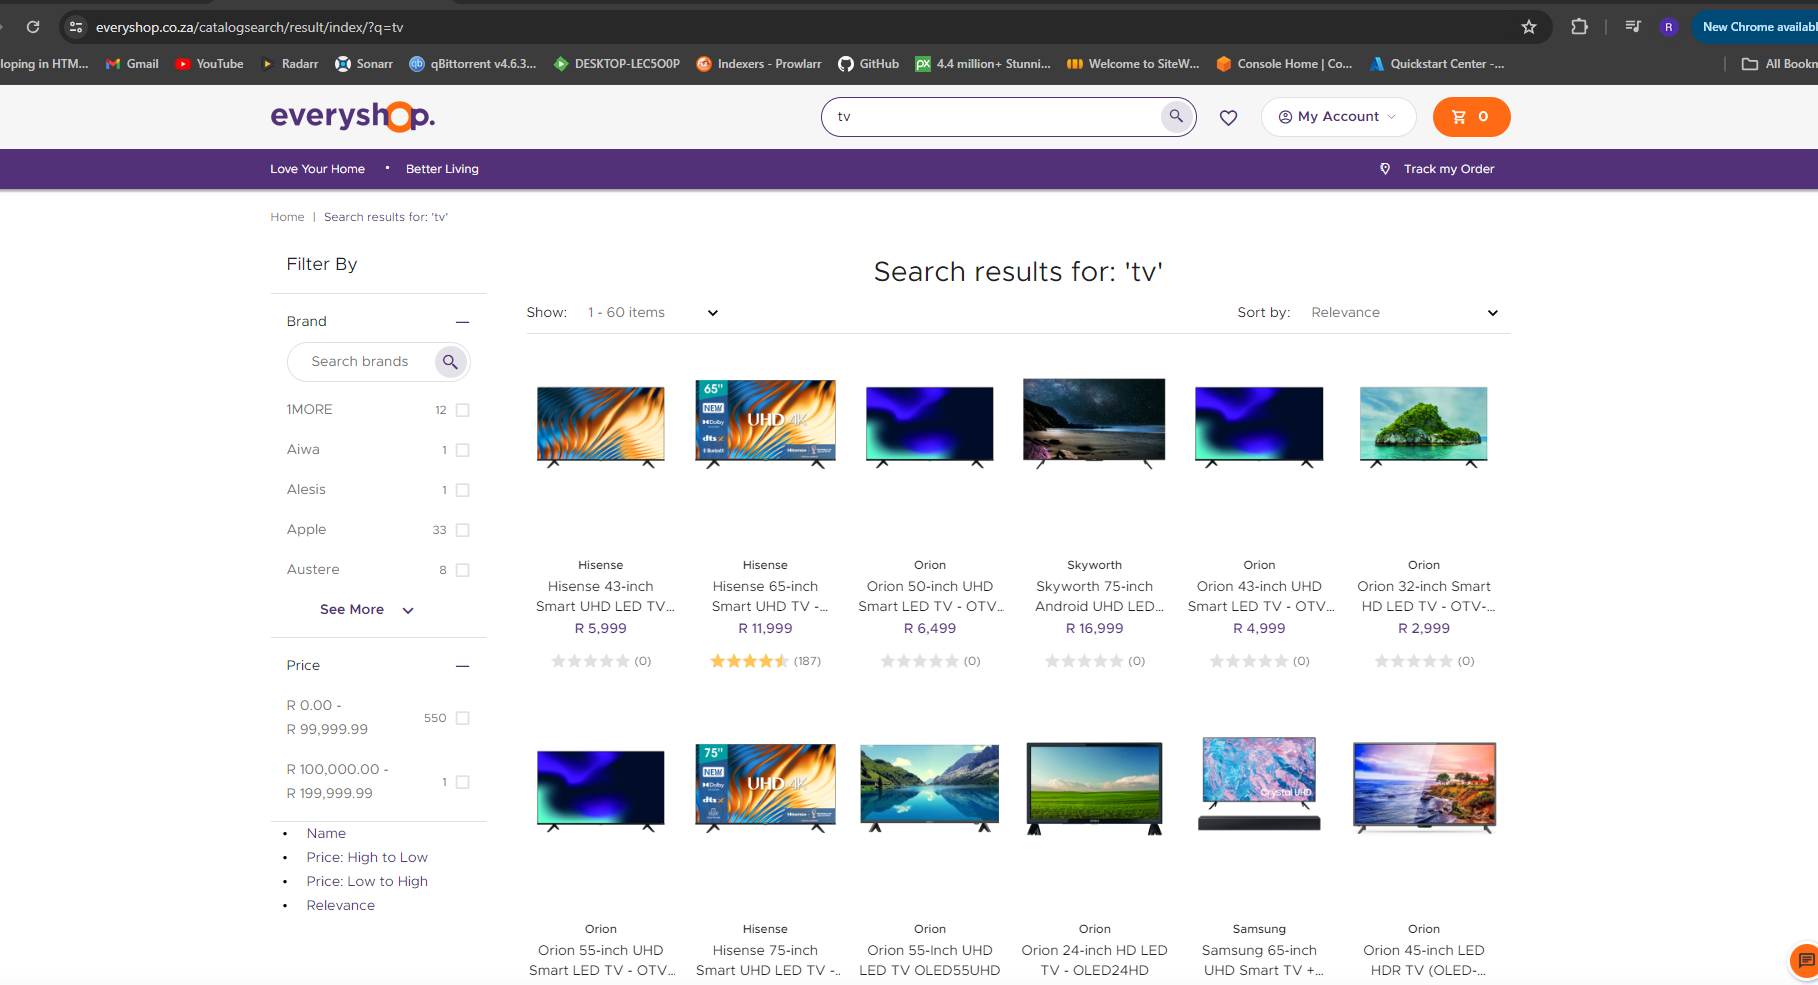 everyshop.co.za/catalogsearch/result/index/?q=tv
R
New Chrome availabl
loping in HTM...
Gmail
YouTube
Radarr
Sonarr
qb
qBittorrent v4.6.3...
DESKTOP-LEC5O0P
Indexers - Prowlarr
GitHub
px
4.4 million+ Stunni...
Welcome to SiteW...
Console Home | Co...
Quickstart Center -...
All Bookn
everyshop.
tv
My Account
0
Love Your Home • Better Living
Track my Order
Home | Search results for: 'tv'
Filter By
Brand
Search brands
1MORE 12
Aiwa 1
Alesis 1
Apple 33
Austere 8
See More
Price
R 0.00 -
R 99,999.99
550
R 100,000.00 -
R 199,999.99
1
• Name
• Price: High to Low
• Price: Low to High
• Relevance
Search results for: 'tv'
Show: 1 - 60 items
Sort by: Relevance
65"
NEW
Dolby
dts X
UHD 4K
Hisense
Hisense
Hisense 43-inch
Smart UHD LED TV...
R 5,999
(0)
Hisense
Hisense 65-inch
Smart UHD TV -...
R 11,999
(187)
Orion
Orion 50-inch UHD
Smart LED TV - OTV...
R 6,499
(0)
Skyworth
Skyworth 75-inch
Android UHD LED...
R 16,999
(0)
Orion
Orion 43-inch UHD
Smart LED TV - OTV...
R 4,999
(0)
Orion
Orion 32-inch Smart
HD LED TV - OTV-...
R 2,999
(0)
75"
NEW
Dolby
dts X
UHD 4K
Hisense
Crystal UHD
Orion
Orion 55-inch UHD
Smart LED TV - OTV...
Hisense
Hisense 75-inch
Smart UHD LED TV -...
Orion
Orion 55-Inch UHD
LED TV OLED55UHD
Orion
Orion 24-inch HD LED
TV - OLED24HD
Samsung
Samsung 65-inch
UHD Smart TV +...
Orion
Orion 45-inch LED
HDR TV (OLED-...